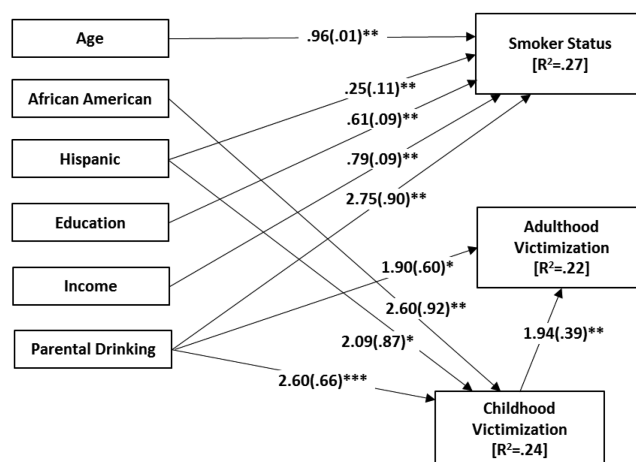 Age
.96(.01)**
Smoker Status
[R²=.27]
African American
.25(.11)**
.61(.09)**
Hispanic
.79(.09)**
2.75(.90)**
Education
Adulthood
Victimization
[R²=.22]
1.90(.60)*
Income
2.60(.92)**
1.94(.39)**
Parental Drinking
2.09(.87)*
2.60(.66)***
Childhood
Victimization
[R²=.24]